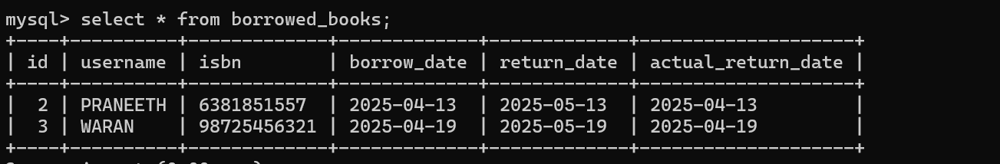 mysql> select * from borrowed_books;
+----+----------+-------------+-------------+-------------+--------------------+
| id | username | isbn        | borrow_date | return_date | actual_return_date |
+----+----------+-------------+-------------+-------------+--------------------+
|  2 | PRANEETH | 6381851557  | 2025-04-13  | 2025-05-13  | 2025-04-13         |
|  3 | WARAN    | 98725456321 | 2025-04-19  | 2025-05-19  | 2025-04-19         |
+----+----------+-------------+-------------+-------------+--------------------+